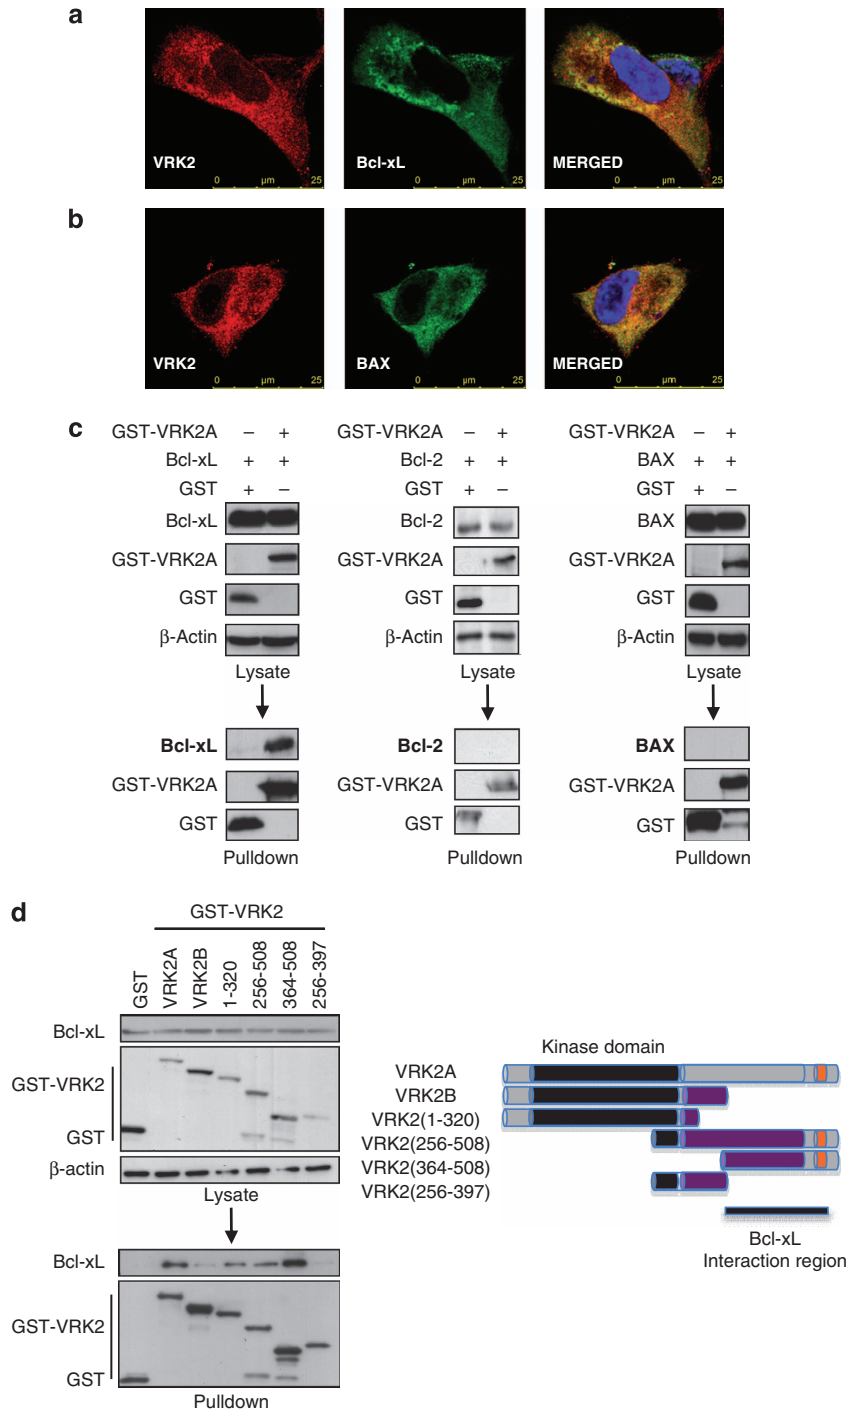 a
VRK2
0 µm 25
Bcl-xL
0 µm 25
MERGED
0 µm 25
b
VRK2
0 µm 25
BAX
0 µm 25
MERGED
0 µm 25
c
GST-VRK2A – +
Bcl-xL + +
GST + –
Bcl-xL
GST-VRK2A
GST
β-Actin
Lysate
Bcl-xL
GST-VRK2A
GST
Pulldown
GST-VRK2A – +
Bcl-2 + +
GST + –
Bcl-2
GST-VRK2A
GST
β-Actin
Lysate
Bcl-2
GST-VRK2A
GST
Pulldown
GST-VRK2A – +
BAX + +
GST + –
BAX
GST-VRK2A
GST
β-Actin
Lysate
BAX
GST-VRK2A
GST
Pulldown
d
GST-VRK2
GST
VRK2A
VRK2B
1-320
256-508
364-508
256-397
Bcl-xL
GST-VRK2
GST
β-actin
Lysate
Bcl-xL
GST-VRK2
GST
Pulldown
Kinase domain
VRK2A
VRK2B
VRK2(1-320)
VRK2(256-508)
VRK2(364-508)
VRK2(256-397)
Bcl-xL
Interaction region